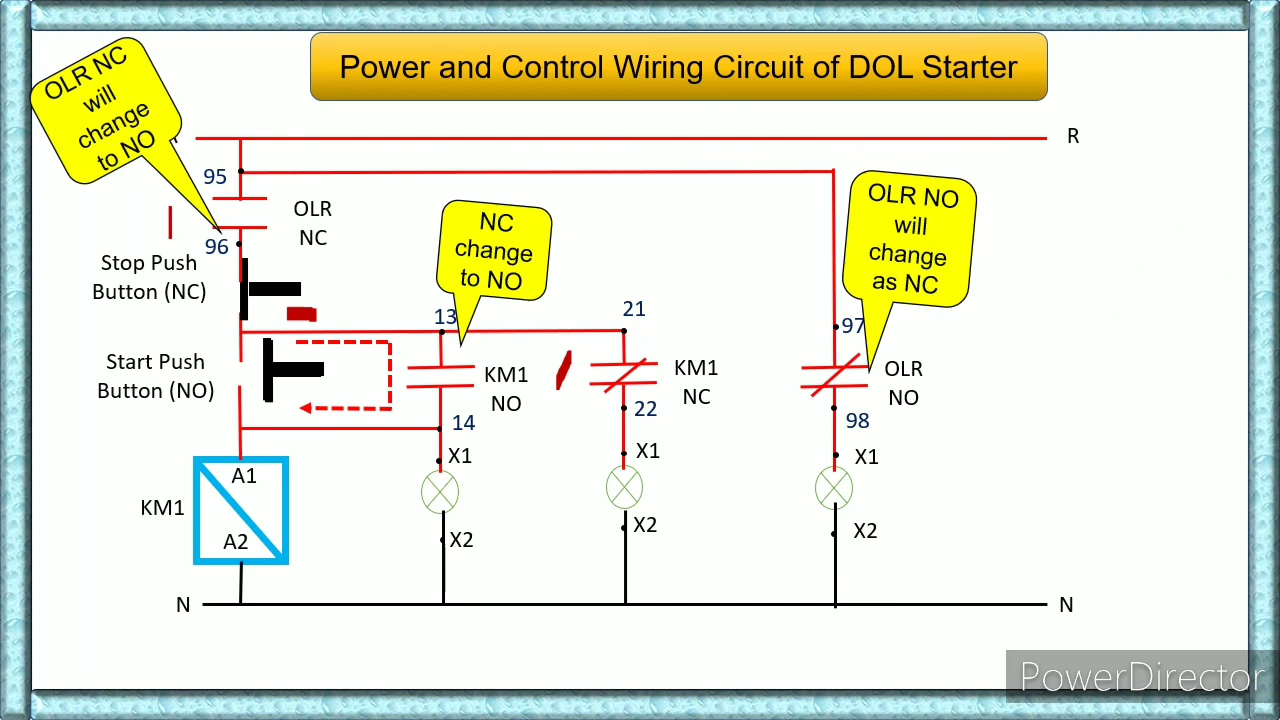 Power and Control Wiring Circuit of DOL Starter
OLR NC
will
change
to NO
R
95
OLR
NC
96
Stop Push
Button (NC)
NC
change
to NO
OLR NO
will
change
as NC
13
21
97
Start Push
Button (NO)
KM1
NO
KM1
NC
OLR
NO
14
22
98
X1
X1
X1
KM1
A1
A2
X2
X2
X2
N
N
PowerDirector